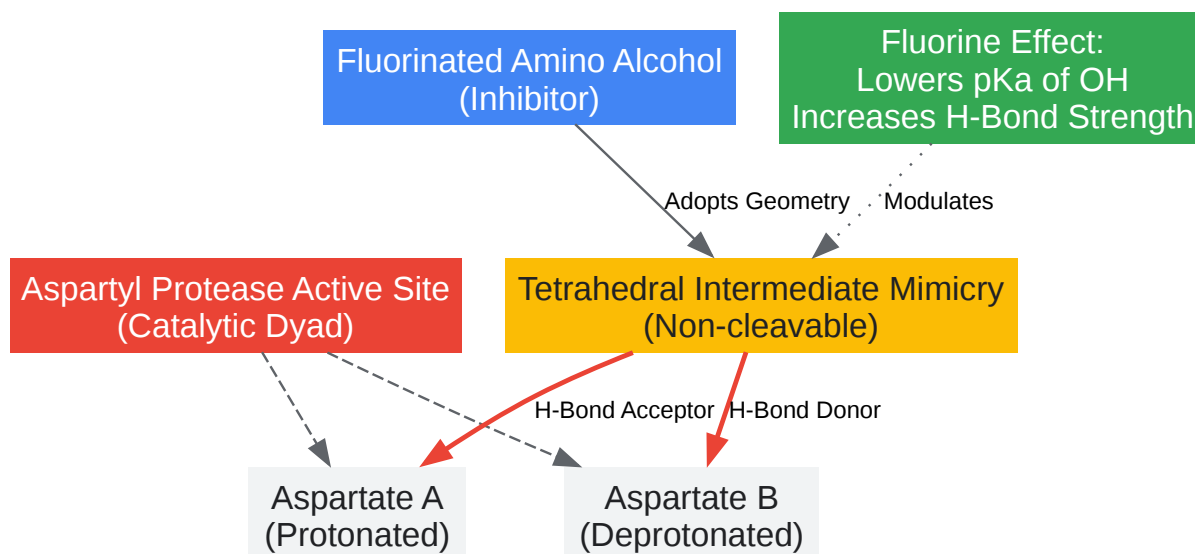 Fluorinated Amino Alcohol
(Inhibitor)
Fluorine Effect:
Lowers pKa of OH
Increases H-Bond Strength
Adopts Geometry
Modulates
Aspartyl Protease Active Site
(Catalytic Dyad)
Tetrahedral Intermediate Mimicry
(Non-cleavable)
H-Bond Acceptor
H-Bond Donor
Aspartate A
(Protonated)
Aspartate B
(Deprotonated)